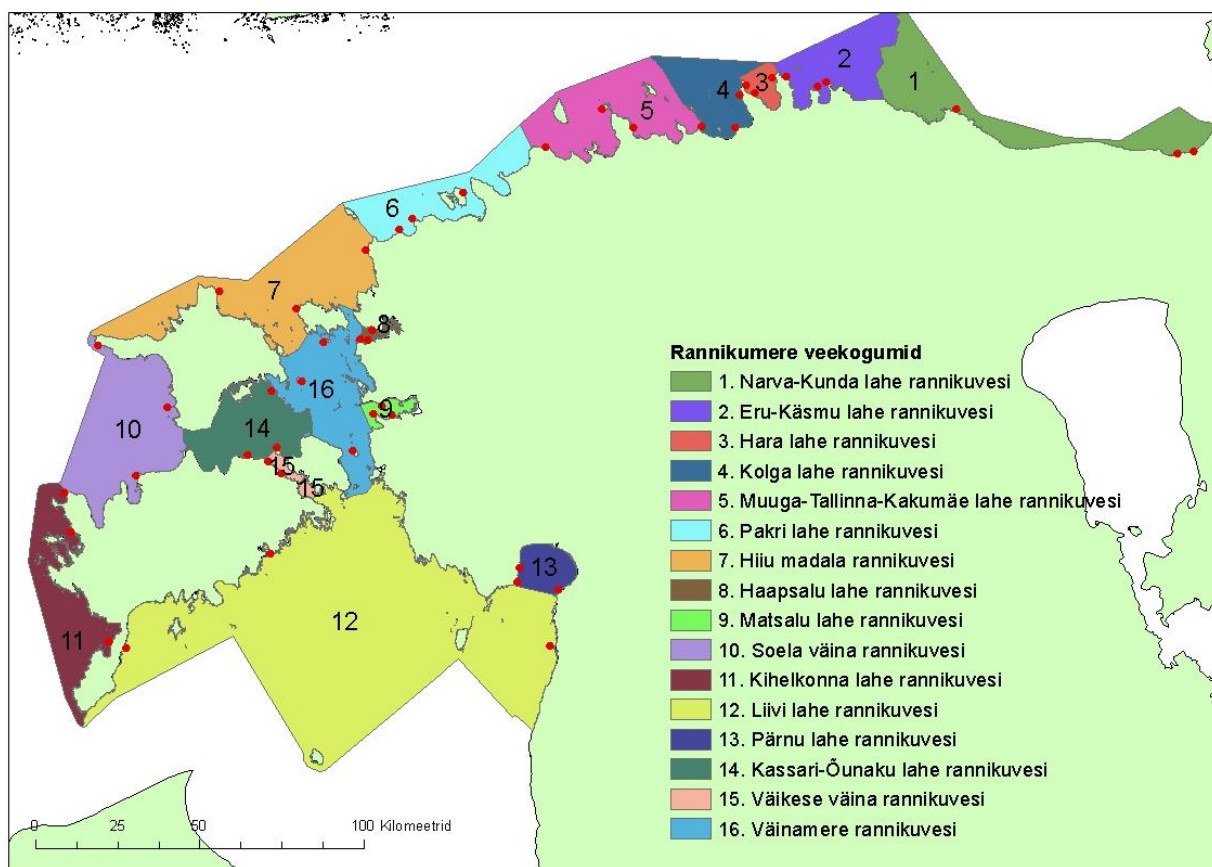 2
1
3
4
5
6
7
8
16
9
10
14
15
15
13
12
11
Rannikumere veekogumid
1. Narva-Kunda lahe rannikuvesi
2. Eru-Käsmu lahe rannikuvesi
3. Hara lahe rannikuvesi
4. Kolga lahe rannikuvesi
5. Muuga-Tallinna-Kakumäe lahe rannikuvesi
6. Pakri lahe rannikuvesi
7. Hiiu madala rannikuvesi
8. Haapsalu lahe rannikuvesi
9. Matsalu lahe rannikuvesi
10. Soela väina rannikuvesi
11. Kihelkonna lahe rannikuvesi
12. Liivi lahe rannikuvesi
13. Pärnu lahe rannikuvesi
14. Kassari-Õunaku lahe rannikuvesi
15. Väikese väina rannikuvesi
16. Väinamere rannikuvesi
0 25 50 100 Kilomeetrid